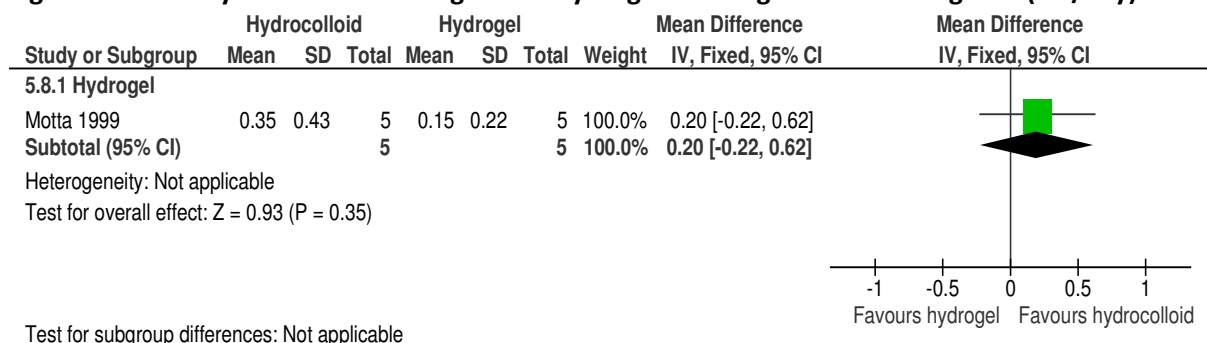 Hydrocolloid Hydrogel Mean Difference Mean Difference
Study or Subgroup Mean SD Total Mean SD Total Weight IV, Fixed, 95% CI IV, Fixed, 95% CI
5.8.1 Hydrogel
Motta 1999 0.35 0.43 5 0.15 0.22 5 100.0% 0.20 [-0.22, 0.62]
Subtotal (95% CI) 5 5 100.0% 0.20 [-0.22, 0.62]
Heterogeneity: Not applicable
Test for overall effect: Z = 0.93 (P = 0.35)
-1 -0.5 0 0.5 1
Favours hydrogel Favours hydrocolloid
Test for subgroup differences: Not applicable